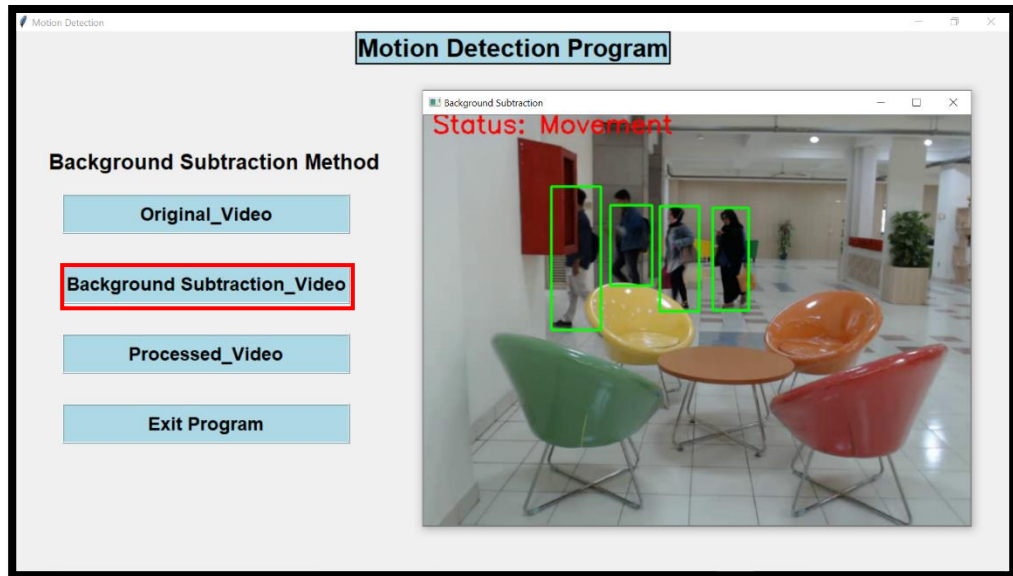 Motion Detection
Motion Detection Program
Background Subtraction Method
Original_Video
Background Subtraction_Video
Processed_Video
Exit Program
Background Subtraction
Status: Movement